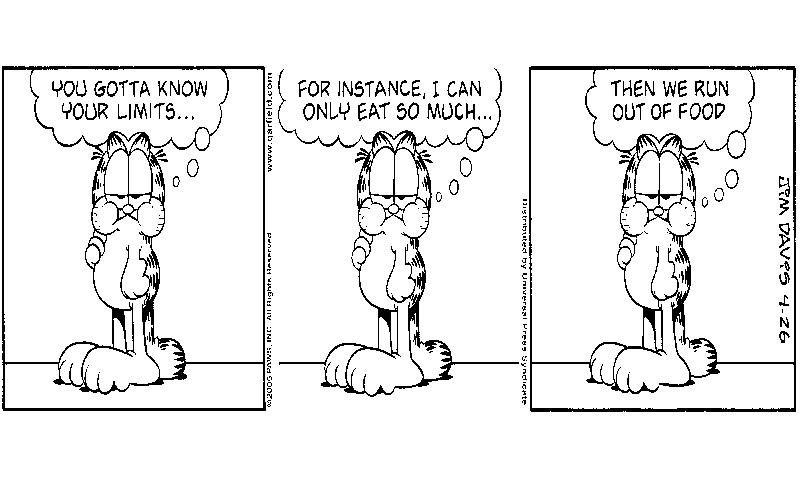 YOU GOTTA KNOW
YOUR LIMITS...
www.garfield.com
©2005 PAWS, INC. All Rights Reserved.
FOR INSTANCE, I CAN
ONLY EAT SO MUCH...
Distributed by Universal Press Syndicate
THEN WE RUN
OUT OF FOOD
JIM DAVIS 4-26